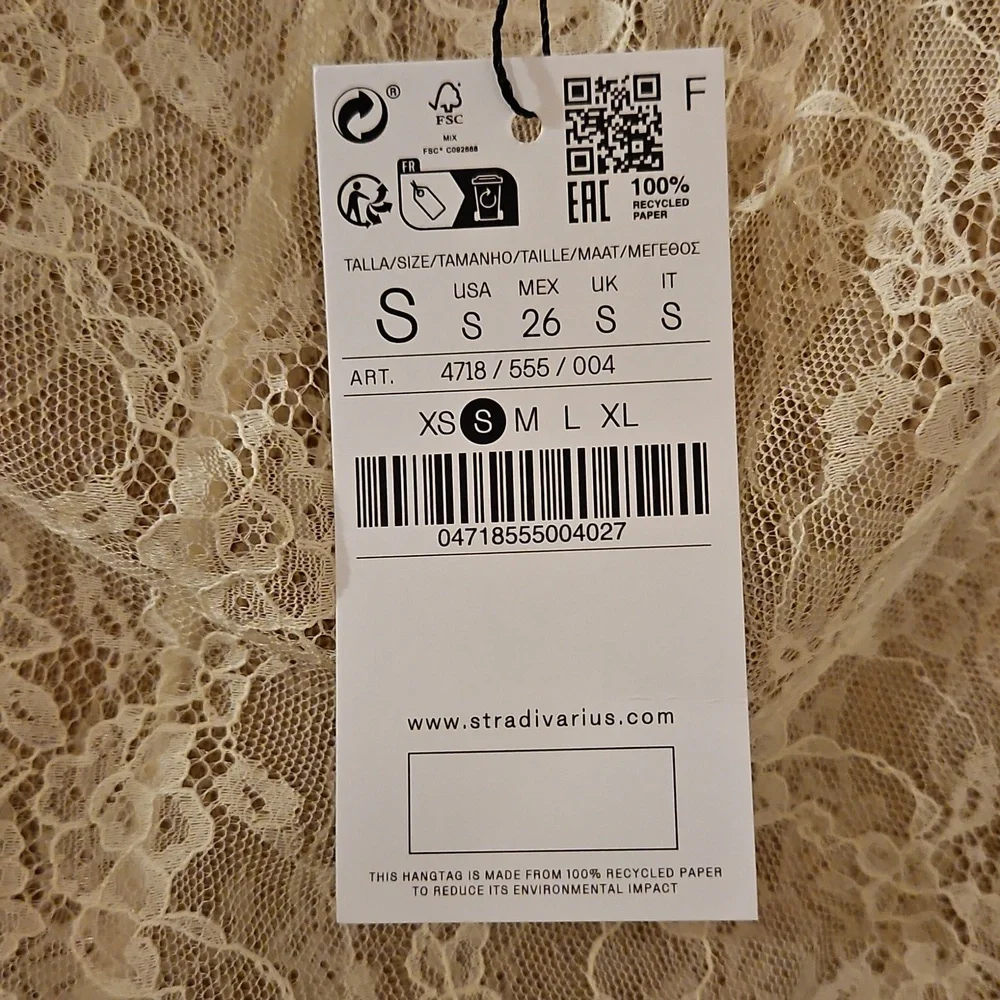 ®
F
FSC
MIX
FSC® C092888
FR
EAC
100%
RECYCLED
PAPER
TALLA/SIZE/TAMANHO/TAILLE/MAAT/ΜΕΓΕΘΟΣ
USA MEX UK IT
S S 26 S S
ART. 4718 / 555 / 004
XS S M L XL
04718555004027
www.stradivarius.com
THIS HANGTAG IS MADE FROM 100% RECYCLED PAPER
TO REDUCE ITS ENVIRONMENTAL IMPACT